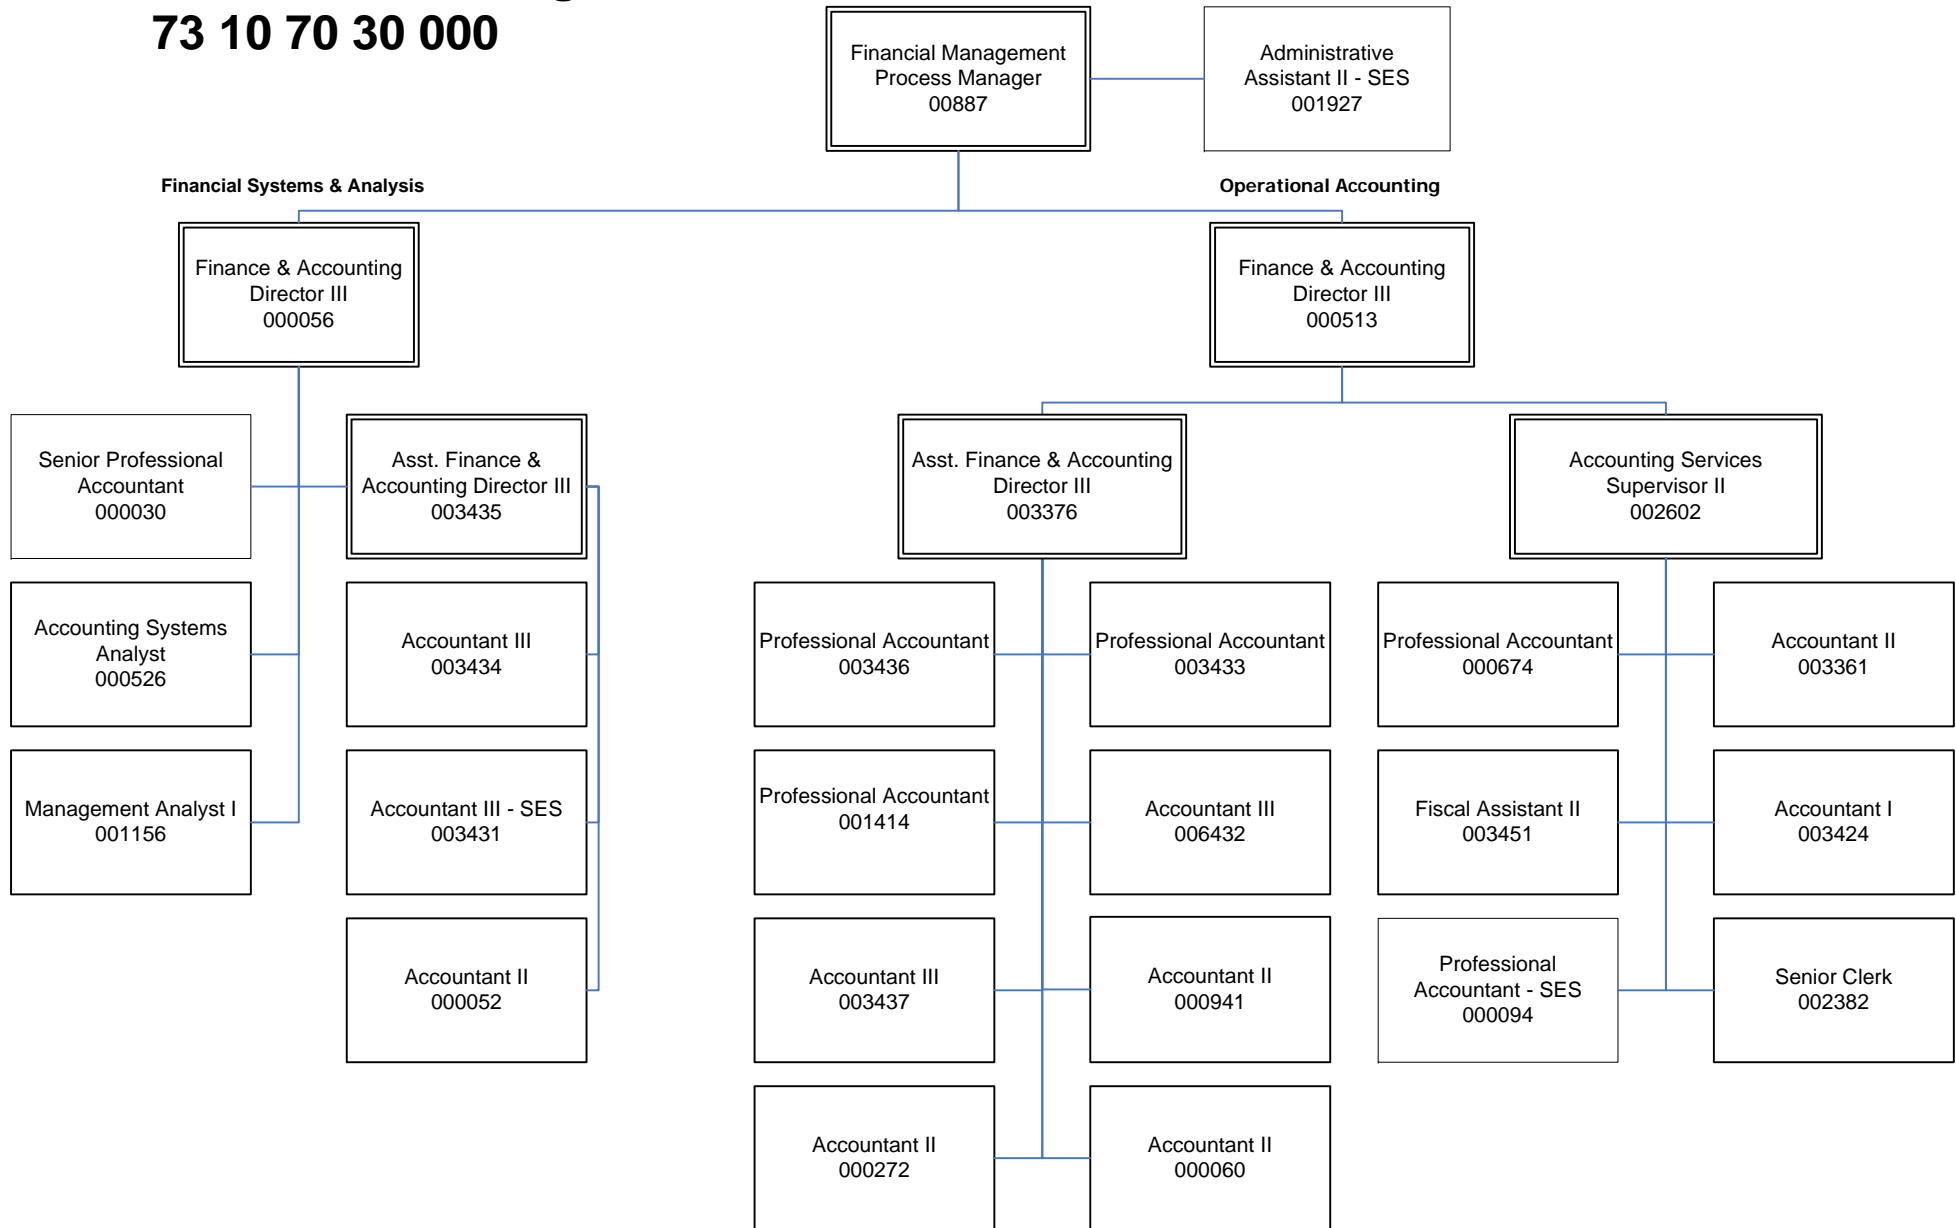 73 10 70 30 000
Financial Management
Process Manager
00887
Administrative
Assistant II - SES
001927
Financial Systems & Analysis
Operational Accounting
Finance & Accounting
Director III
000056
Finance & Accounting
Director III
000513
Senior Professional
Accountant
000030
Asst. Finance &
Accounting Director III
003435
Asst. Finance & Accounting
Director III
003376
Accounting Services
Supervisor II
002602
Accounting Systems
Analyst
000526
Accountant III
003434
Professional Accountant
003436
Professional Accountant
003433
Professional Accountant
000674
Accountant II
003361
Management Analyst I
001156
Accountant III - SES
003431
Professional Accountant
001414
Accountant III
006432
Fiscal Assistant II
003451
Accountant I
003424
Accountant II
000052
Accountant III
003437
Accountant II
000941
Professional
Accountant - SES
000094
Senior Clerk
002382
Accountant II
000272
Accountant II
000060